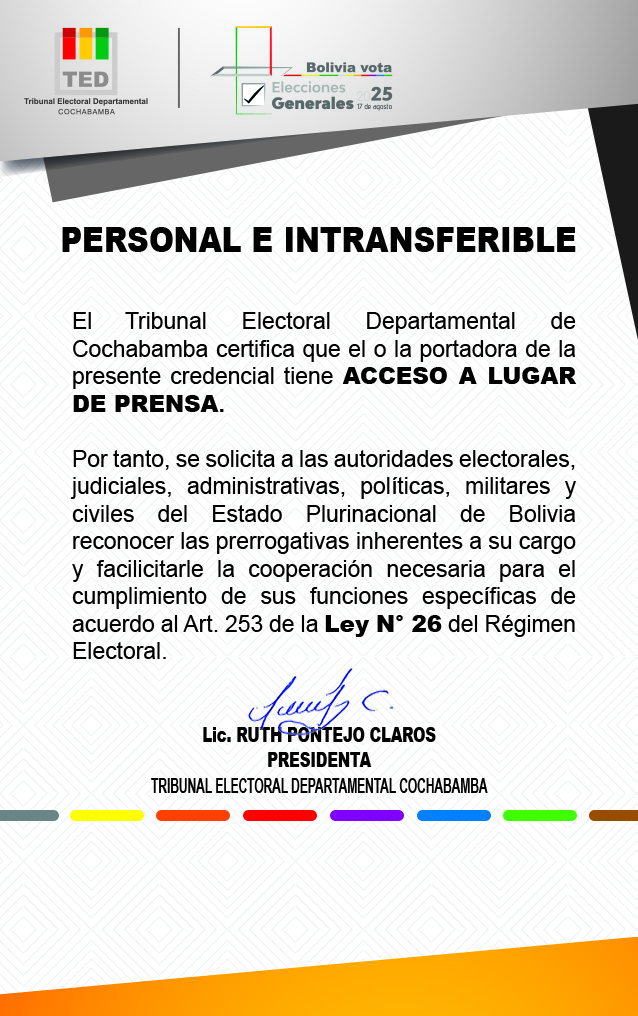 TED
Tribunal Electoral Departamental
COCHABAMBA
Bolivia vota
Elecciones
Generales 2025
17 de agosto
PERSONAL E INTRANSFERIBLE
El Tribunal Electoral Departamental de
Cochabamba certifica que el o la portadora de la
presente credencial tiene ACCESO A LUGAR
DE PRENSA.
Por tanto, se solicita a las autoridades electorales,
judiciales, administrativas, políticas, militares y
civiles del Estado Plurinacional de Bolivia
reconocer las prerrogativas inherentes a su cargo
y facilicitarle la cooperación necesaria para el
cumplimiento de sus funciones específicas de
acuerdo al Art. 253 de la Ley N° 26 del Régimen
Electoral.
Lic. RUTH PONTEJO CLAROS
PRESIDENTA
TRIBUNAL ELECTORAL DEPARTAMENTAL COCHABAMBA